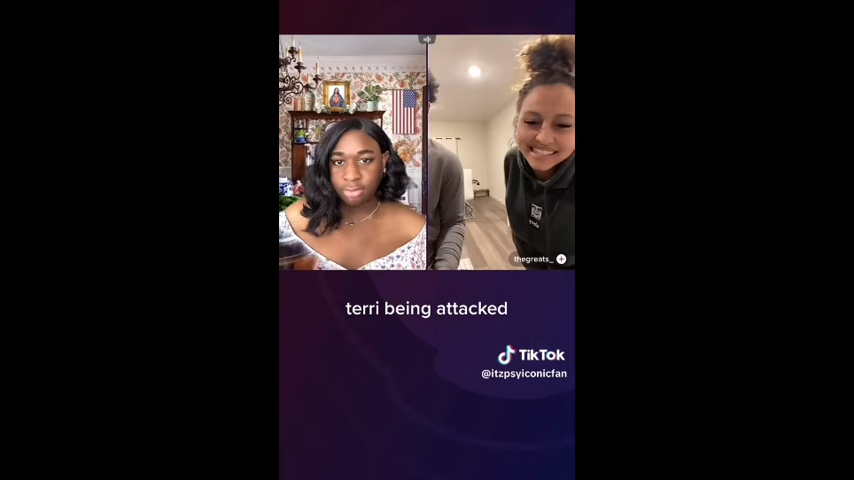 thegreats_
terri being attacked
TikTok
@itzpsyiconicfan